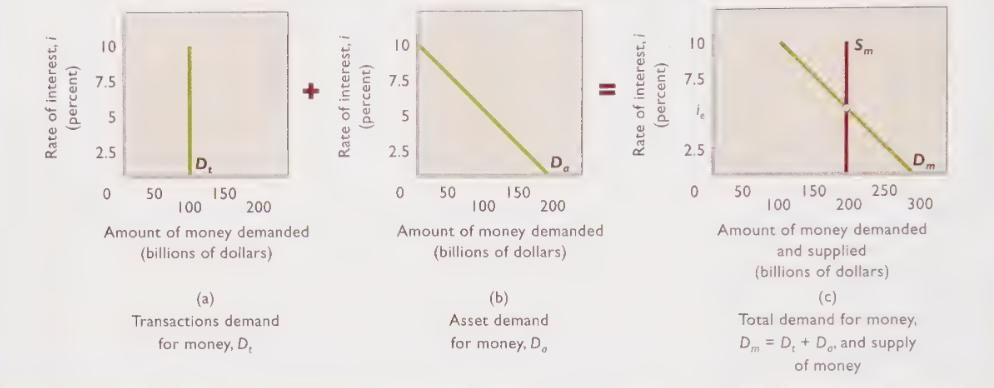 Rate of interest, i
(percent)
10
7.5
5
2.5
0
50
100
150
200
D_t
Amount of money demanded
(billions of dollars)
(a)
Transactions demand
for money, D_t
+
Rate of interest, i
(percent)
10
7.5
5
2.5
0
50
100
150
200
D_a
Amount of money demanded
(billions of dollars)
(b)
Asset demand
for money, D_a
=
Rate of interest, i
(percent)
10
7.5
i_e
2.5
0
50
100
150
200
250
300
S_m
D_m
Amount of money demanded
and supplied
(billions of dollars)
(c)
Total demand for money,
D_m = D_t + D_a, and supply
of money